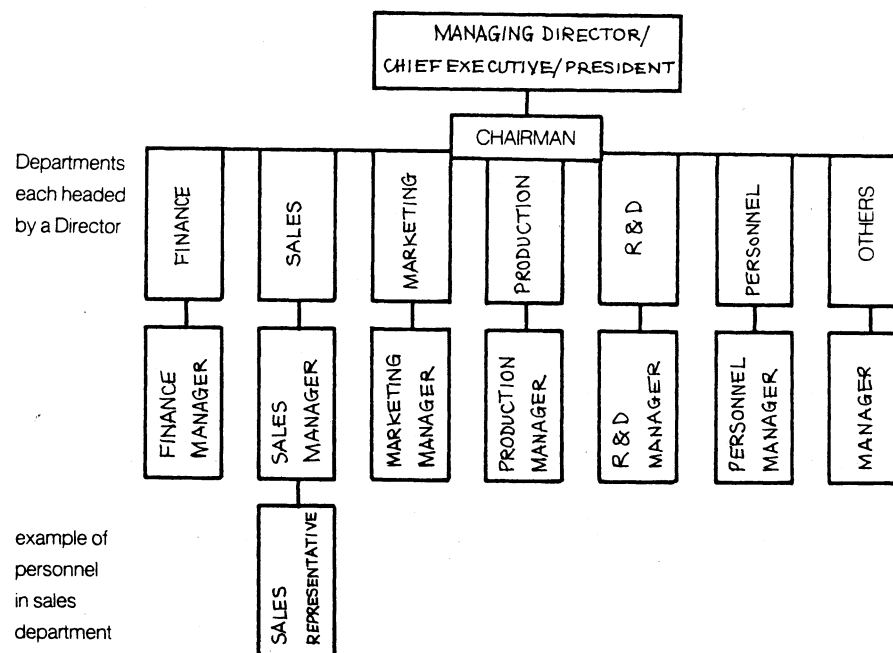 MANAGING DIRECTOR/
CHIEF EXECUTIVE/PRESIDENT
CHAIRMAN
Departments
each headed
by a Director
FINANCE
SALES
MARKETING
PRODUCTION
R & D
PERSONNEL
OTHERS
FINANCE
MANAGER
SALES
MANAGER
MARKETING
MANAGER
PRODUCTION
MANAGER
R & D
MANAGER
PERSONNEL
MANAGER
MANAGER
example of
personnel
in sales
department
SALES
REPRESENTATIVE